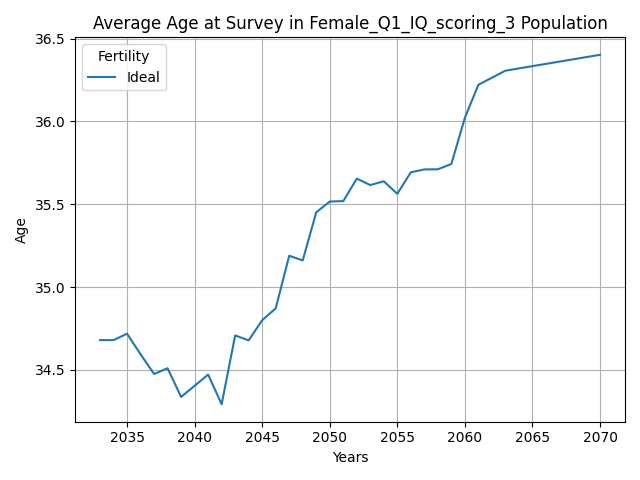 Average Age at Survey in Female_Q1_IQ_scoring_3 Population
Fertility
Ideal
36.5
36.0
35.5
35.0
34.5
Age
2035 2040 2045 2050 2055 2060 2065 2070
Years